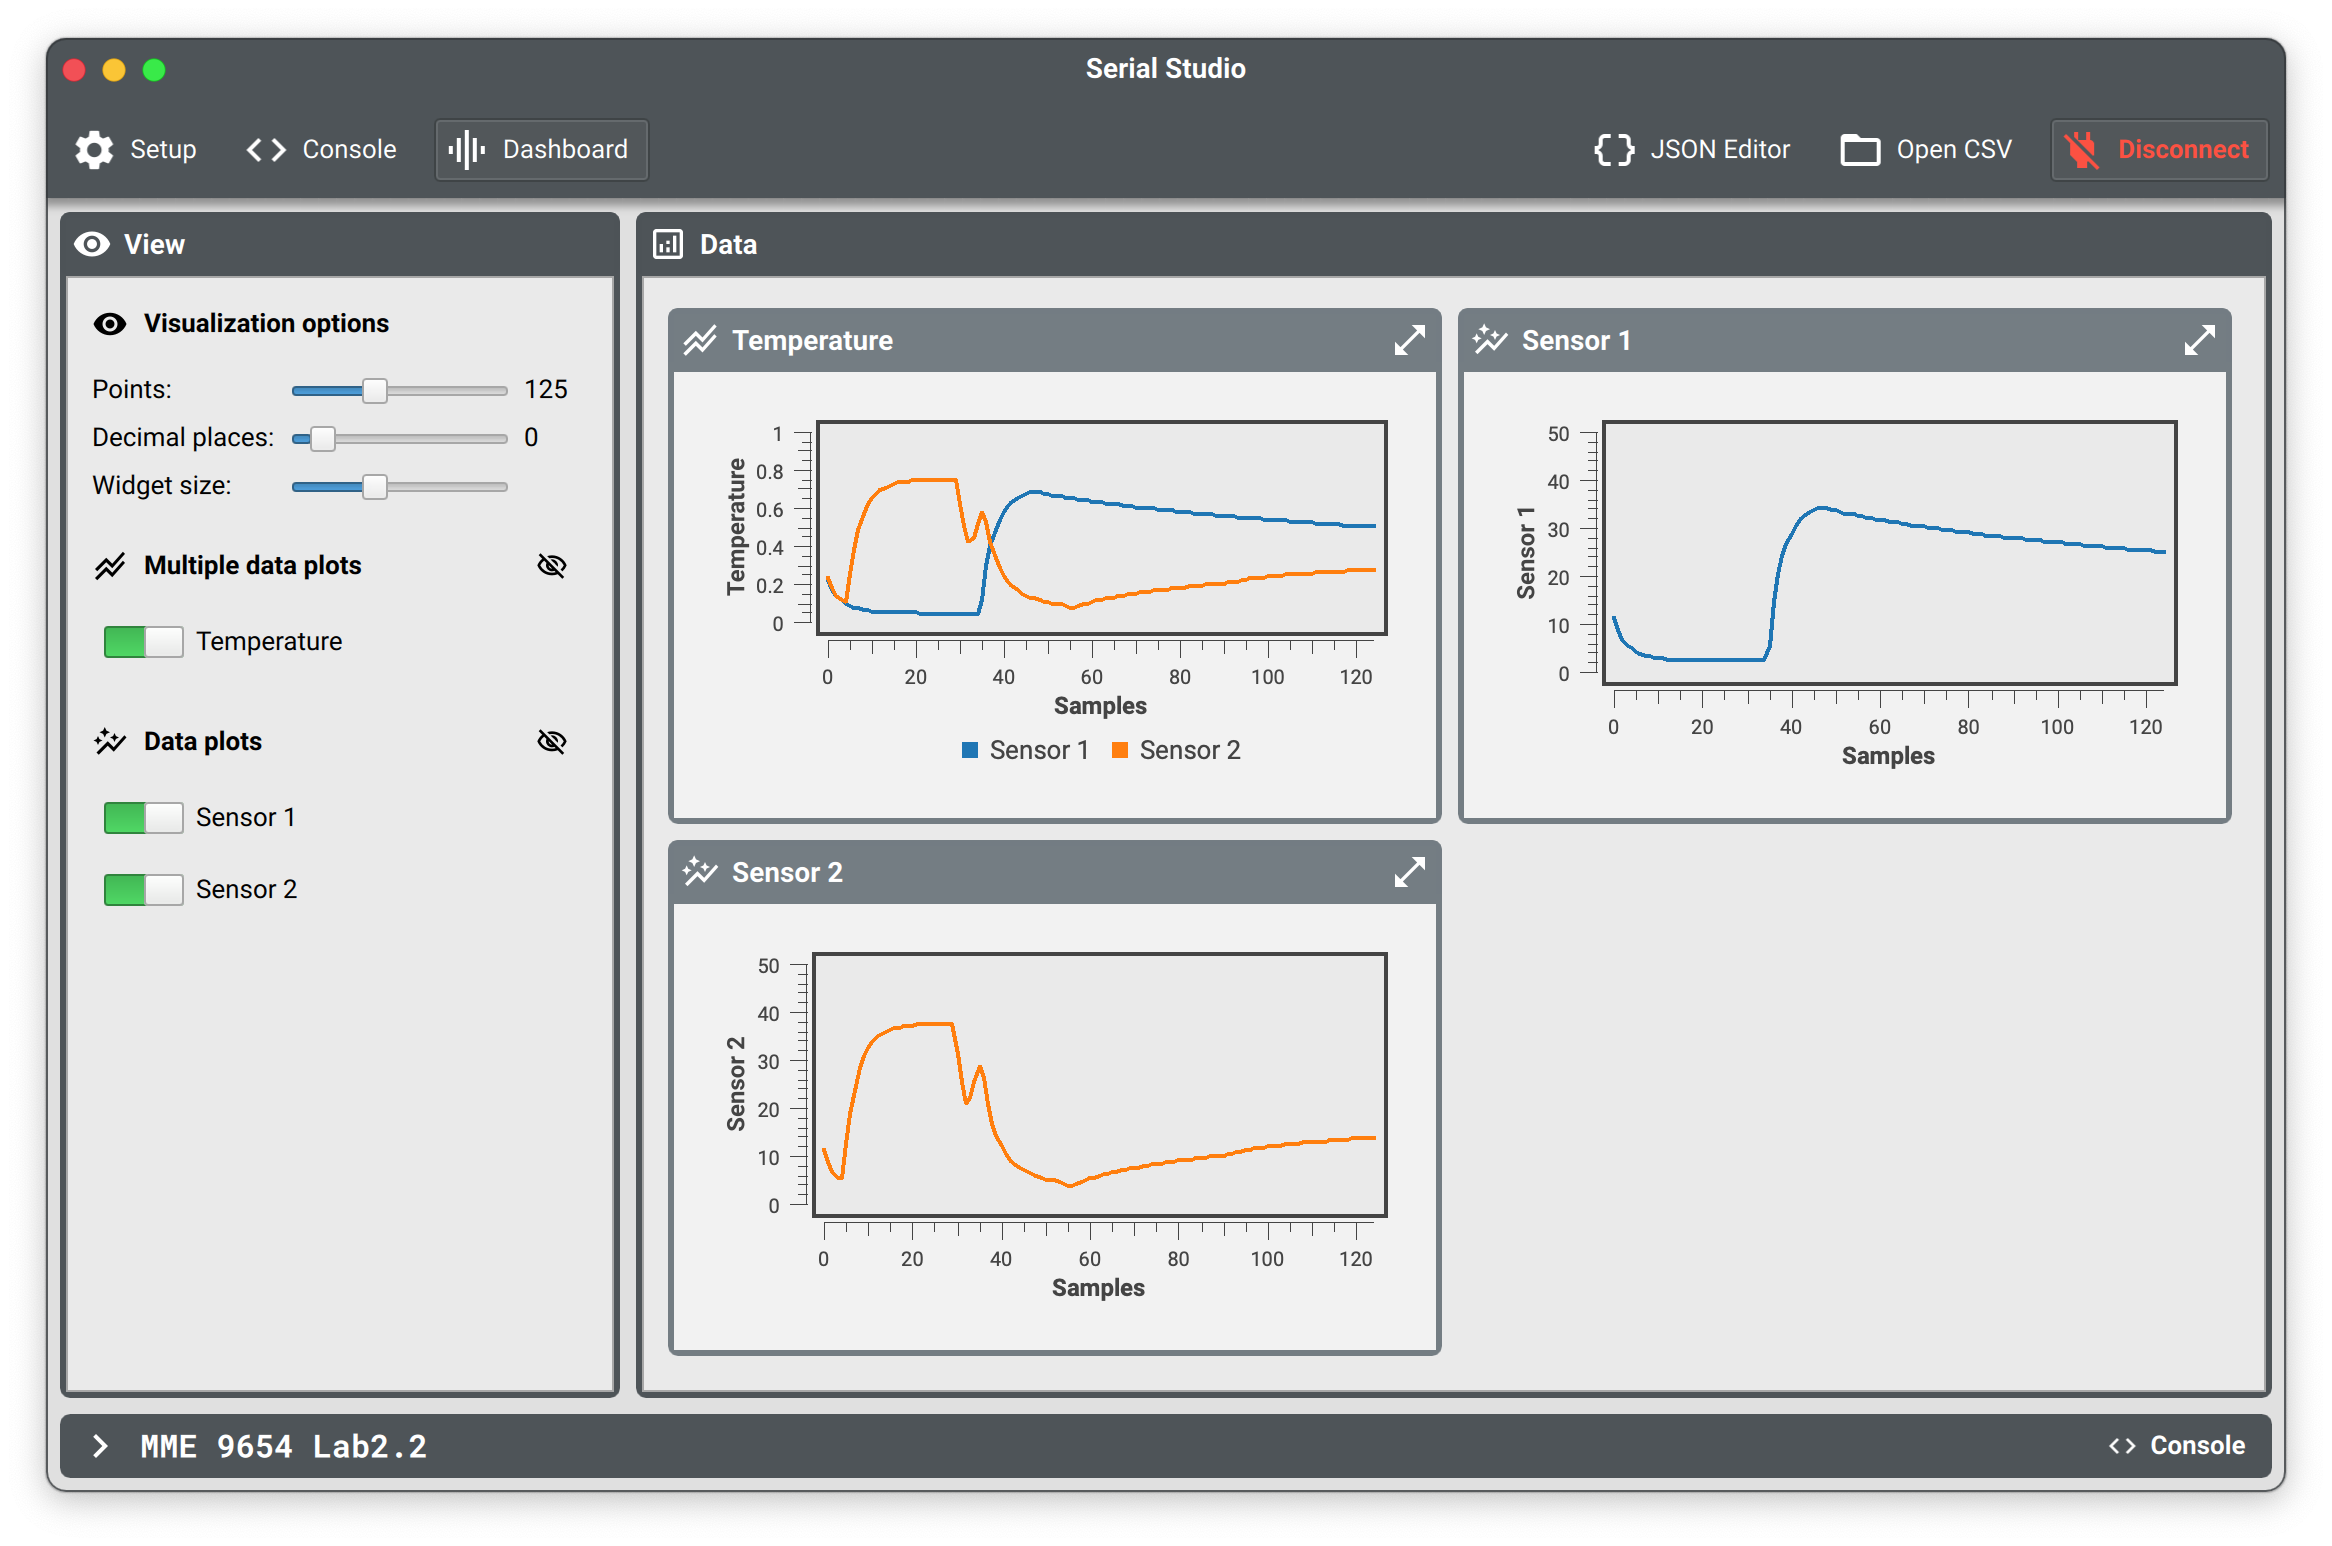 Serial Studio
Setup
Console
Dashboard
JSON Editor
Open CSV
Disconnect
View
Visualization options
Points: 125
Decimal places: 0
Widget size:
Multiple data plots
Temperature
Data plots
Sensor 1
Sensor 2
Data
Temperature
Temperature
1
0.8
0.6
0.4
0.2
0
0 20 40 60 80 100 120
Samples
Sensor 1 Sensor 2
Sensor 1
Sensor 1
50
40
30
20
10
0
0 20 40 60 80 100 120
Samples
Sensor 2
Sensor 2
50
40
30
20
10
0
0 20 40 60 80 100 120
Samples
MME 9654 Lab2.2
Console